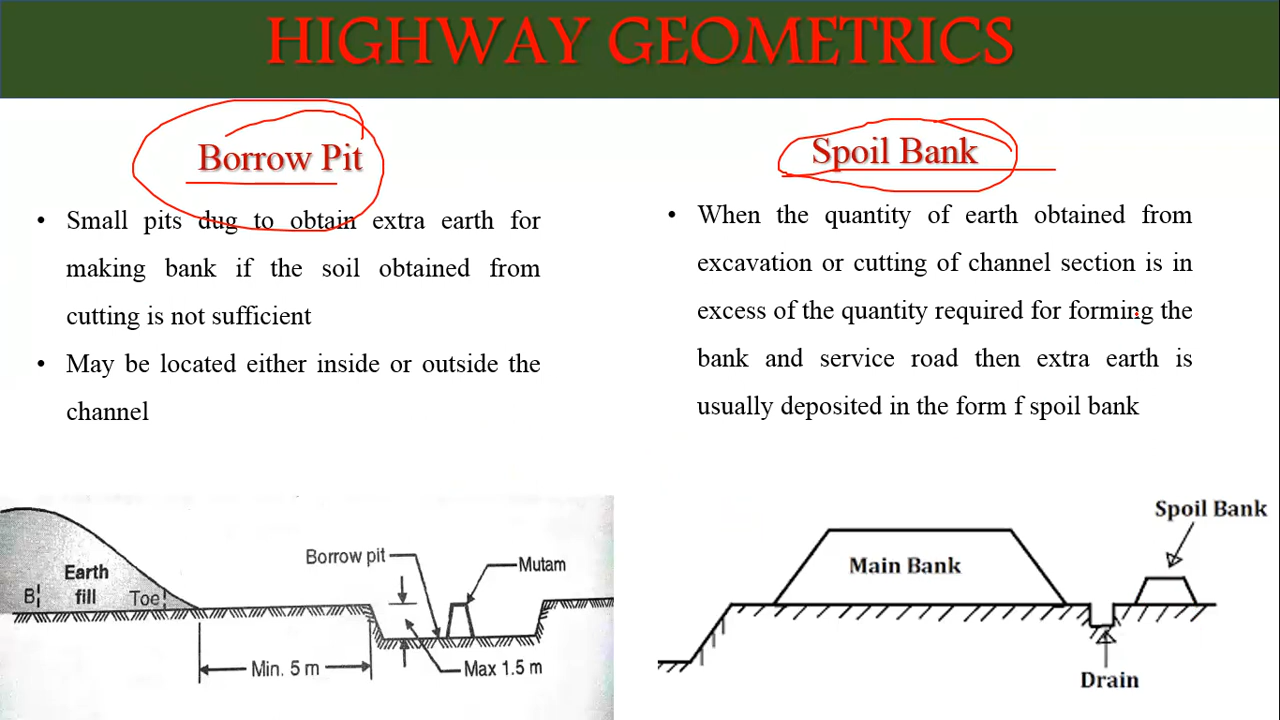 HIGHWAY GEOMETRICS
Borrow Pit
• Small pits dug to obtain extra earth for
making bank if the soil obtained from
cutting is not sufficient
• May be located either inside or outside the
channel
Spoil Bank
• When the quantity of earth obtained from
excavation or cutting of channel section is in
excess of the quantity required for forming the
bank and service road then extra earth is
usually deposited in the form f spoil bank
Borrow pit
Mutam
Earth
fill
B
Toe
Min. 5 m
Max 1.5 m
Spoil Bank
Main Bank
Drain